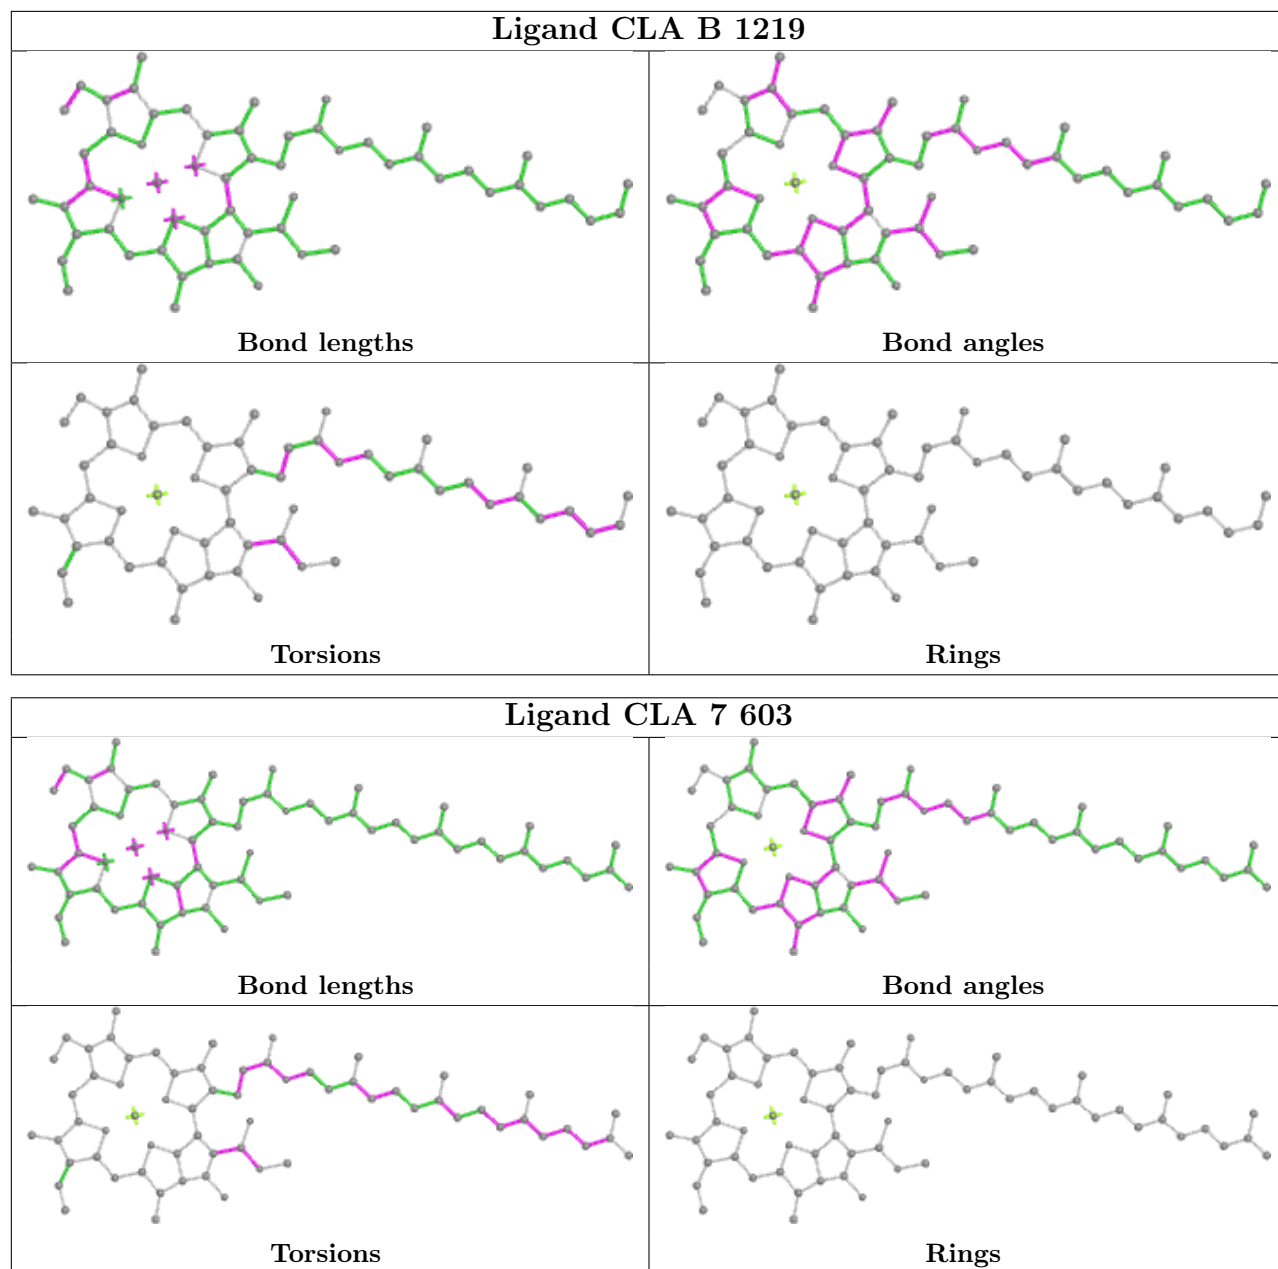 Ligand CLA B 1219
Bond lengths
Bond angles
Torsions
Rings
Ligand CLA 7 603
Bond lengths
Bond angles
Torsions
Rings